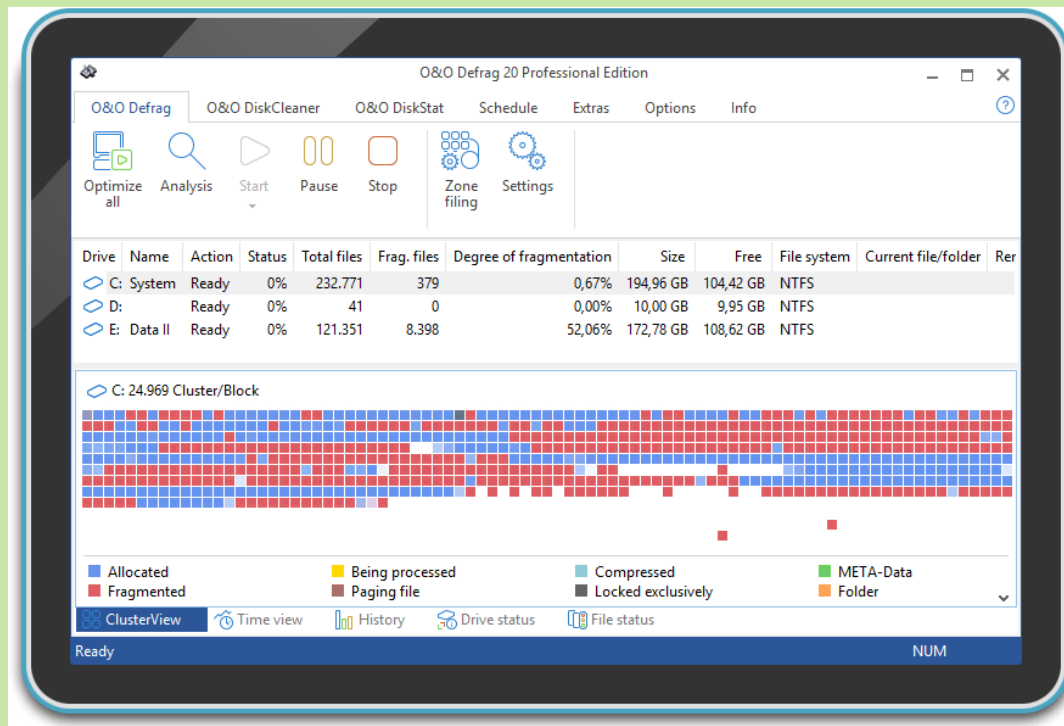 O&O Defrag 20 Professional Edition
O&O Defrag O&O DiskCleaner O&O DiskStat Schedule Extras Options Info
Optimize all Analysis Start Pause Stop Zone filing Settings
Drive Name Action Status Total files Frag. files Degree of fragmentation Size Free File system Current file/folder Rer
C: System Ready 0% 232.771 379 0,67% 194,96 GB 104,42 GB NTFS
D: Ready 0% 41 0 0,00% 10,00 GB 9,95 GB NTFS
E: Data II Ready 0% 121.351 8.398 52,06% 172,78 GB 108,62 GB NTFS
C: 24.969 Cluster/Block
Allocated Being processed Compressed META-Data
Fragmented Paging file Locked exclusively Folder
ClusterView Time view History Drive status File status
Ready NUM